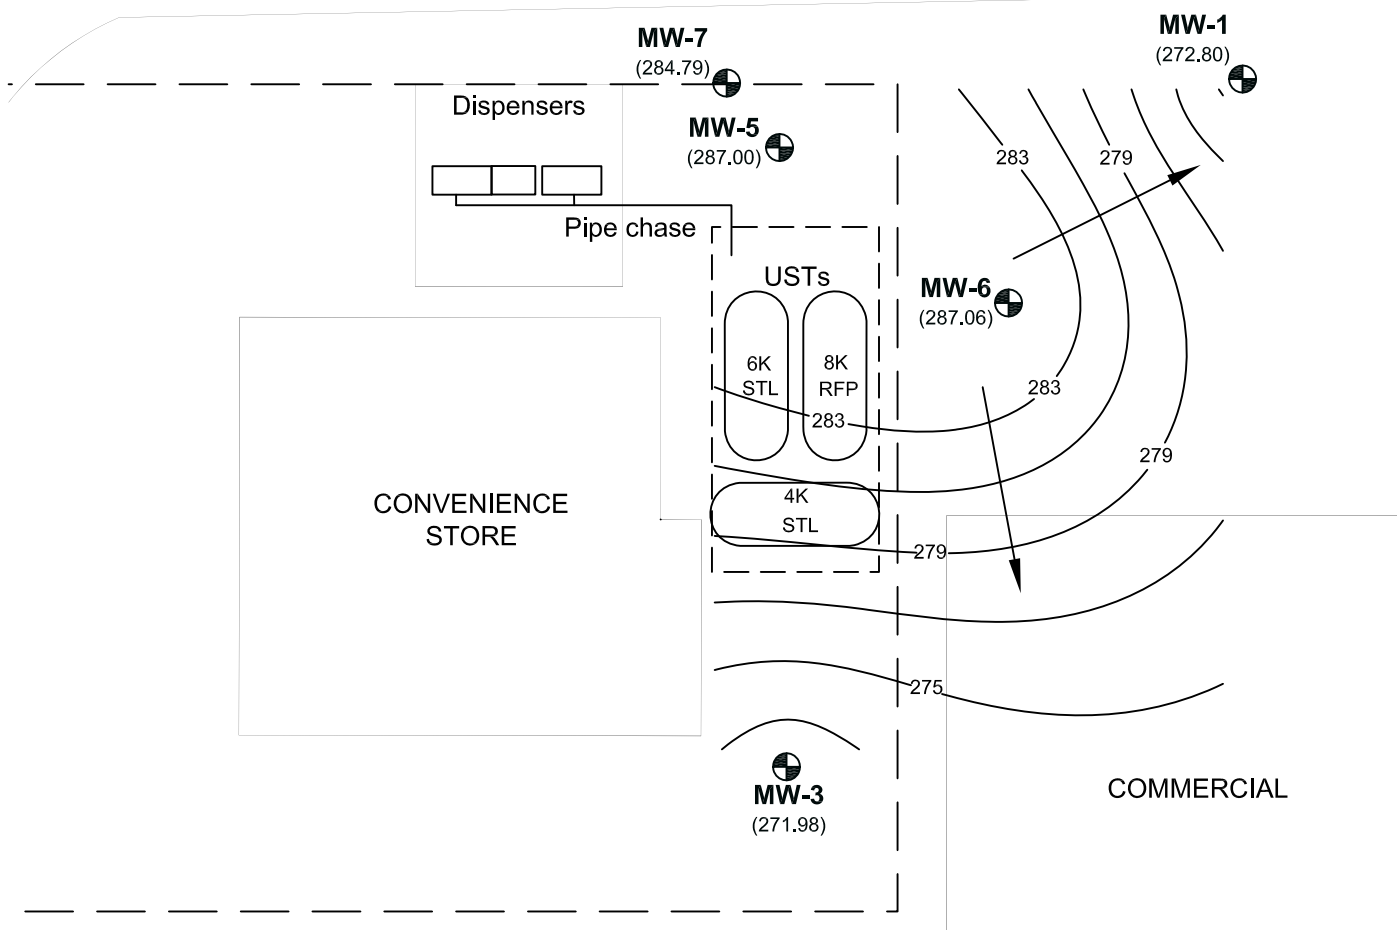 MW-1
(272.80)
MW-7
(284.79)
Dispensers
MW-5
(287.00)
283
279
Pipe chase
USTs
MW-6
(287.06)
6K
STL
8K
RFP
283
283
279
CONVENIENCE
STORE
4K
STL
279
275
MW-3
(271.98)
COMMERCIAL